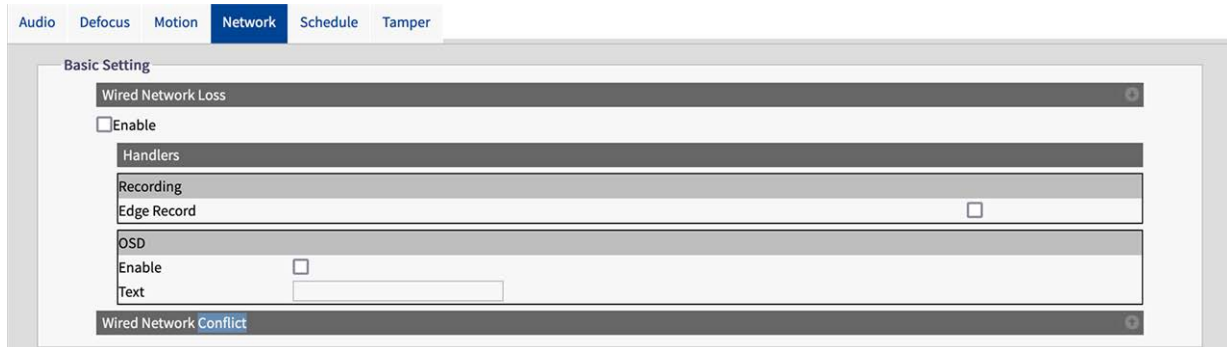 Audio Defocus Motion Network Schedule Tamper
Basic Setting
Wired Network Loss
Enable
Handlers
Recording
Edge Record
OSD
Enable
Text
Wired Network Conflict